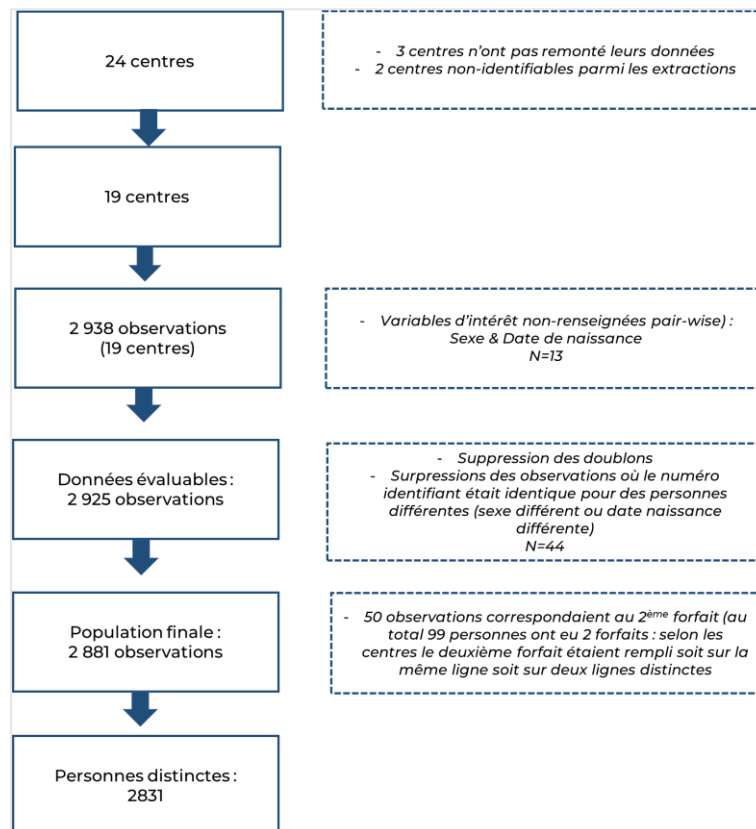 24 centres
- 3 centres n'ont pas remonté leurs données
- 2 centres non-identifiables parmi les extractions
19 centres
2 938 observations
(19 centres)
- Variables d'intérêt non-renseignées pair-wise) :
Sexe & Date de naissance
N=13
Données évaluables :
2 925 observations
- Suppression des doublons
- Surpressions des observations où le numéro
identifiant était identique pour des personnes
différentes (sexe différent ou date naissance
différente)
N=44
Population finale :
2 881 observations
- 50 observations correspondaient au 2ème forfait (au
total 99 personnes ont eu 2 forfaits : selon les
centres le deuxième forfait étaient rempli soit sur la
même ligne soit sur deux lignes distinctes
Personnes distinctes :
2831